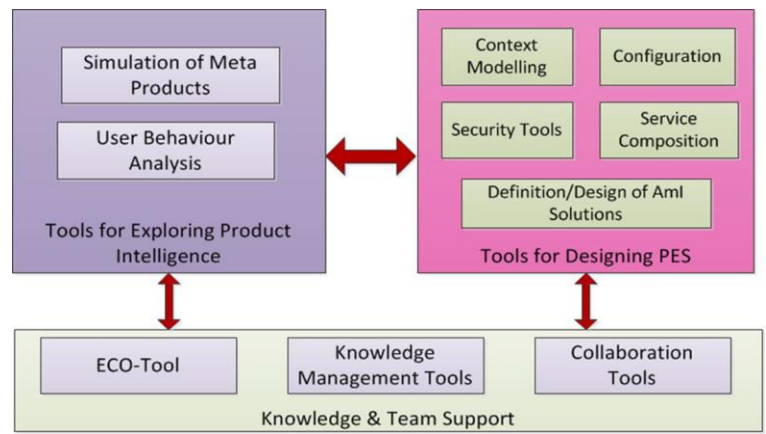 Simulation of Meta
Products
User Behaviour
Analysis
Tools for Exploring Product
Intelligence
Context
Modelling
Configuration
Security Tools
Service
Composition
Definition/Design of AmI
Solutions
Tools for Designing PES
ECO-Tool
Knowledge
Management Tools
Collaboration
Tools
Knowledge & Team Support